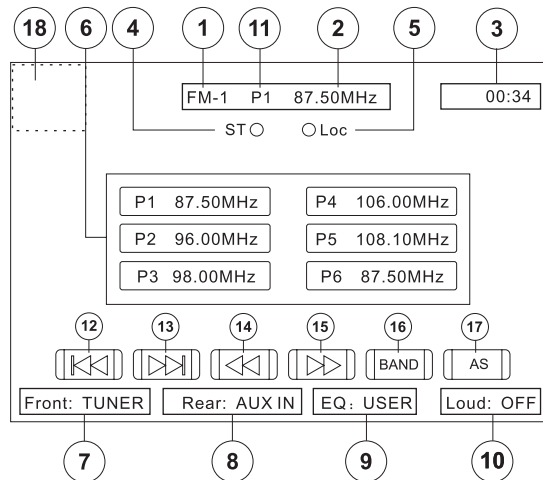 18 6 4 1 11 2 5 3
FM-1 P1 87.50MHz 00:34
ST Loc
P1 87.50MHz P4 106.00MHz
P2 96.00MHz P5 108.10MHz
P3 98.00MHz P6 87.50MHz
12 13 14 15 16 17
BAND AS
Front: TUNER Rear: AUX IN EQ: USER Loud: OFF
7 8 9 10